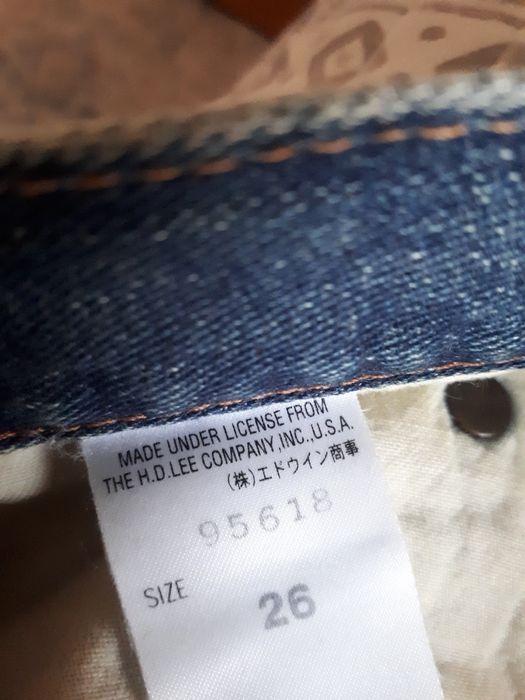 MADE UNDER LICENSE FROM
THE H.D.LEE COMPANY,INC.,U.S.A.
(株)エドウイン商事
95618
SIZE 26